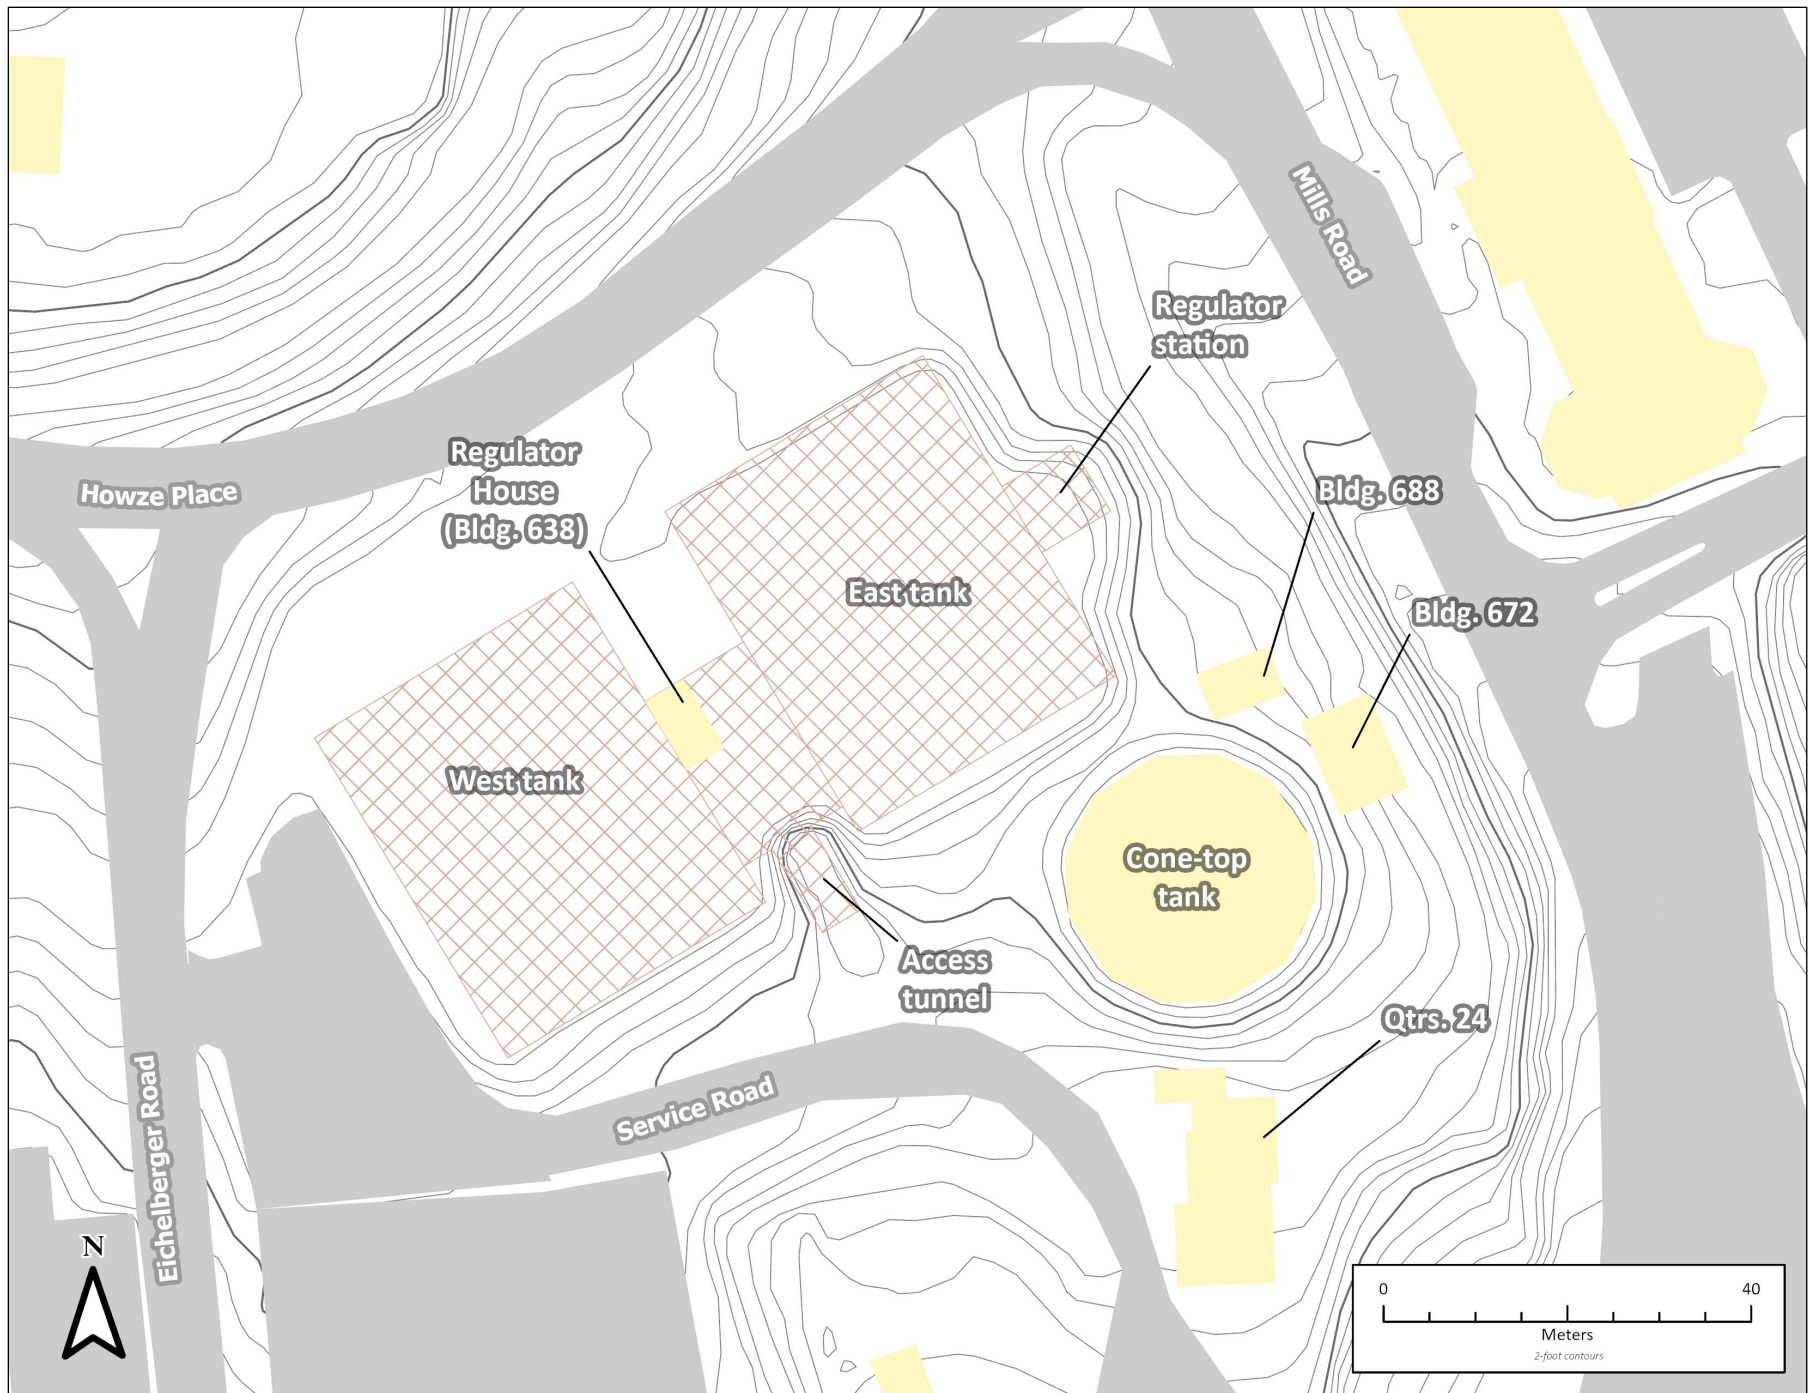 Mills Road
Regulator
station
Regulator
House
(Bldg. 638)
Howze Place
Bldg. 688
East tank
Bldg. 672
West tank
Cone-top
tank
Access
tunnel
Qtrs. 24
Service Road
Eichelberger Road
N
0 40
Meters
2-foot contours